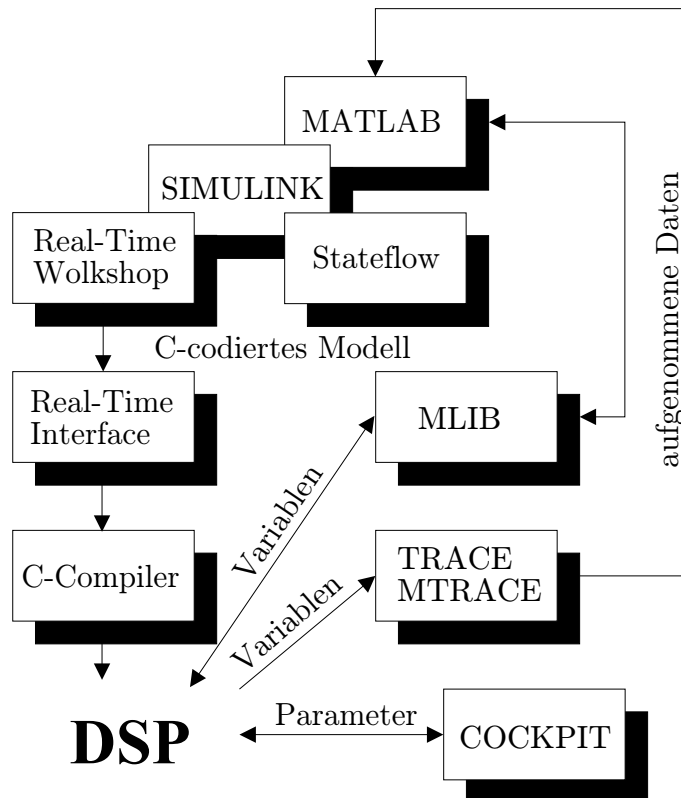 MATLAB
SIMULINK
Real-Time
Wolkshop
Stateflow
C-codiertes Modell
aufgenommene Daten
Real-Time
Interface
MLIB
Variablen
C-Compiler
TRACE
MTRACE
Variablen
DSP
Parameter
COCKPIT